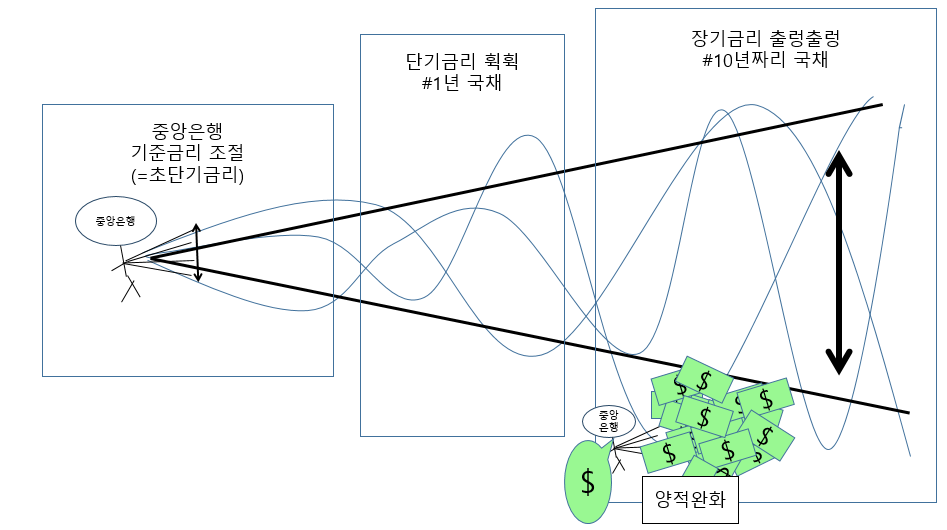 장기금리 출렁출렁
#10년짜리 국채
단기금리 휙휙
#1년 국채
중앙은행
기준금리 조절
(=초단기금리)
중앙은행
중앙
은행
$
$
$
$
$
$
$
$
$
$
$
양적완화